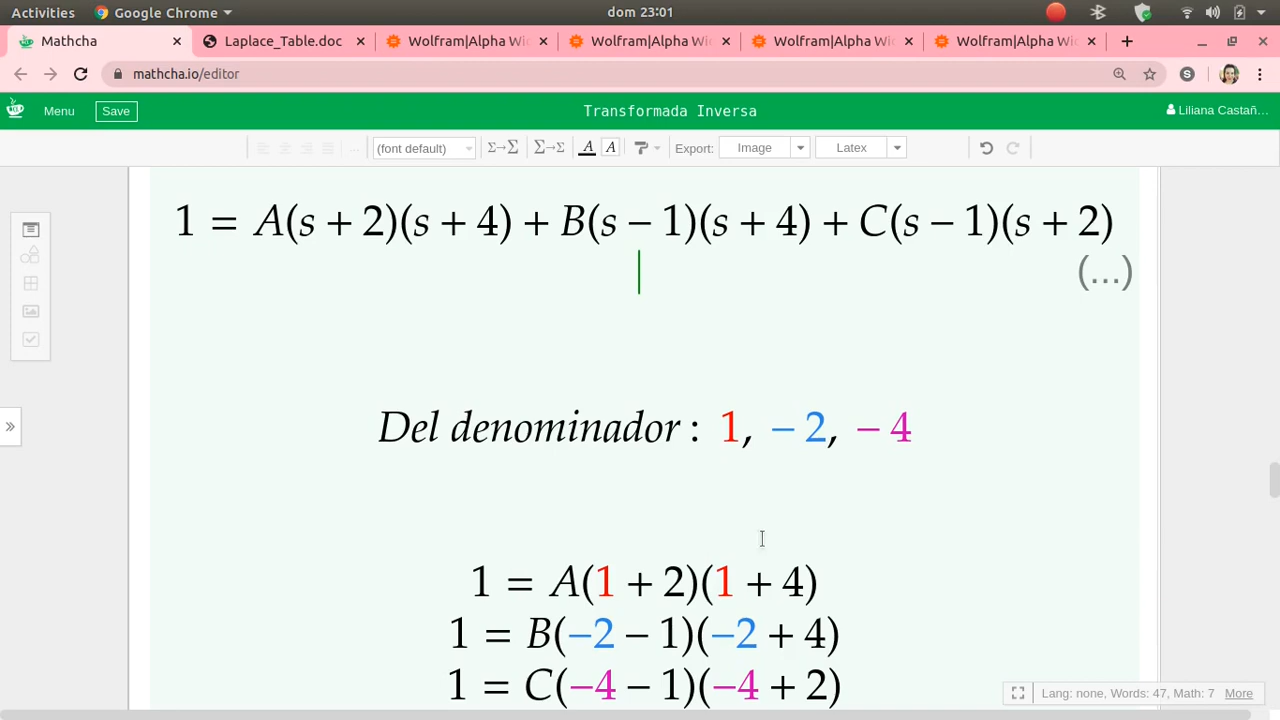 Activities Google Chrome dom 23:01
Mathcha Laplace_Table.doc Wolfram|Alpha Wi Wolfram|Alpha Wi Wolfram|Alpha Wi Wolfram|Alpha Wi
mathcha.io/editor
Menu Save Transformada Inversa Liliana Castañ...
(font default) Σ→Σ Σ→Σ A A Export: Image Latex
1 = A(s + 2)(s + 4) + B(s − 1)(s + 4) + C(s − 1)(s + 2)
(...)
Del denominador : 1, − 2, − 4
1 = A(1 + 2)(1 + 4)
1 = B(−2 − 1)(−2 + 4)
1 = C(−4 − 1)(−4 + 2)
Lang: none, Words: 47, Math: 7 More